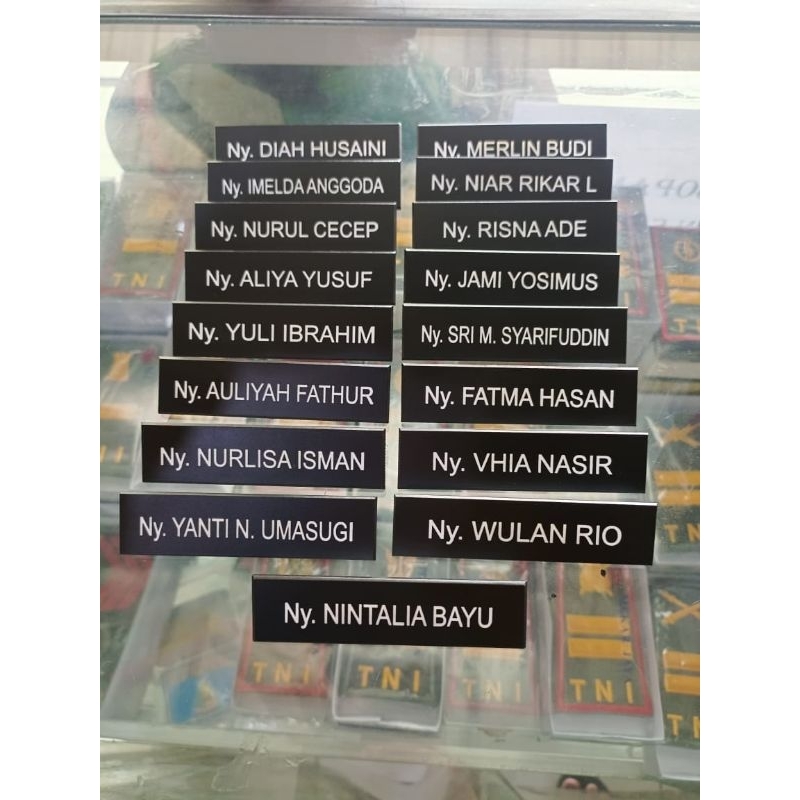 Ny. DIAH HUSAINI
Ny. MERLIN BUDI
Ny. IMELDA ANGGODA
Ny. NIAR RIKAR L
Ny. NURUL CECEP
Ny. RISNA ADE
Ny. ALIYA YUSUF
Ny. JAMI YOSIMUS
Ny. YULI IBRAHIM
Ny. SRI M. SYARIFUDDIN
Ny. AULIYAH FATHUR
Ny. FATMA HASAN
Ny. NURLISA ISMAN
Ny. VHIA NASIR
Ny. YANTI N. UMASUGI
Ny. WULAN RIO
Ny. NINTALIA BAYU
TNI
TNI
TNI
TNI
TNI